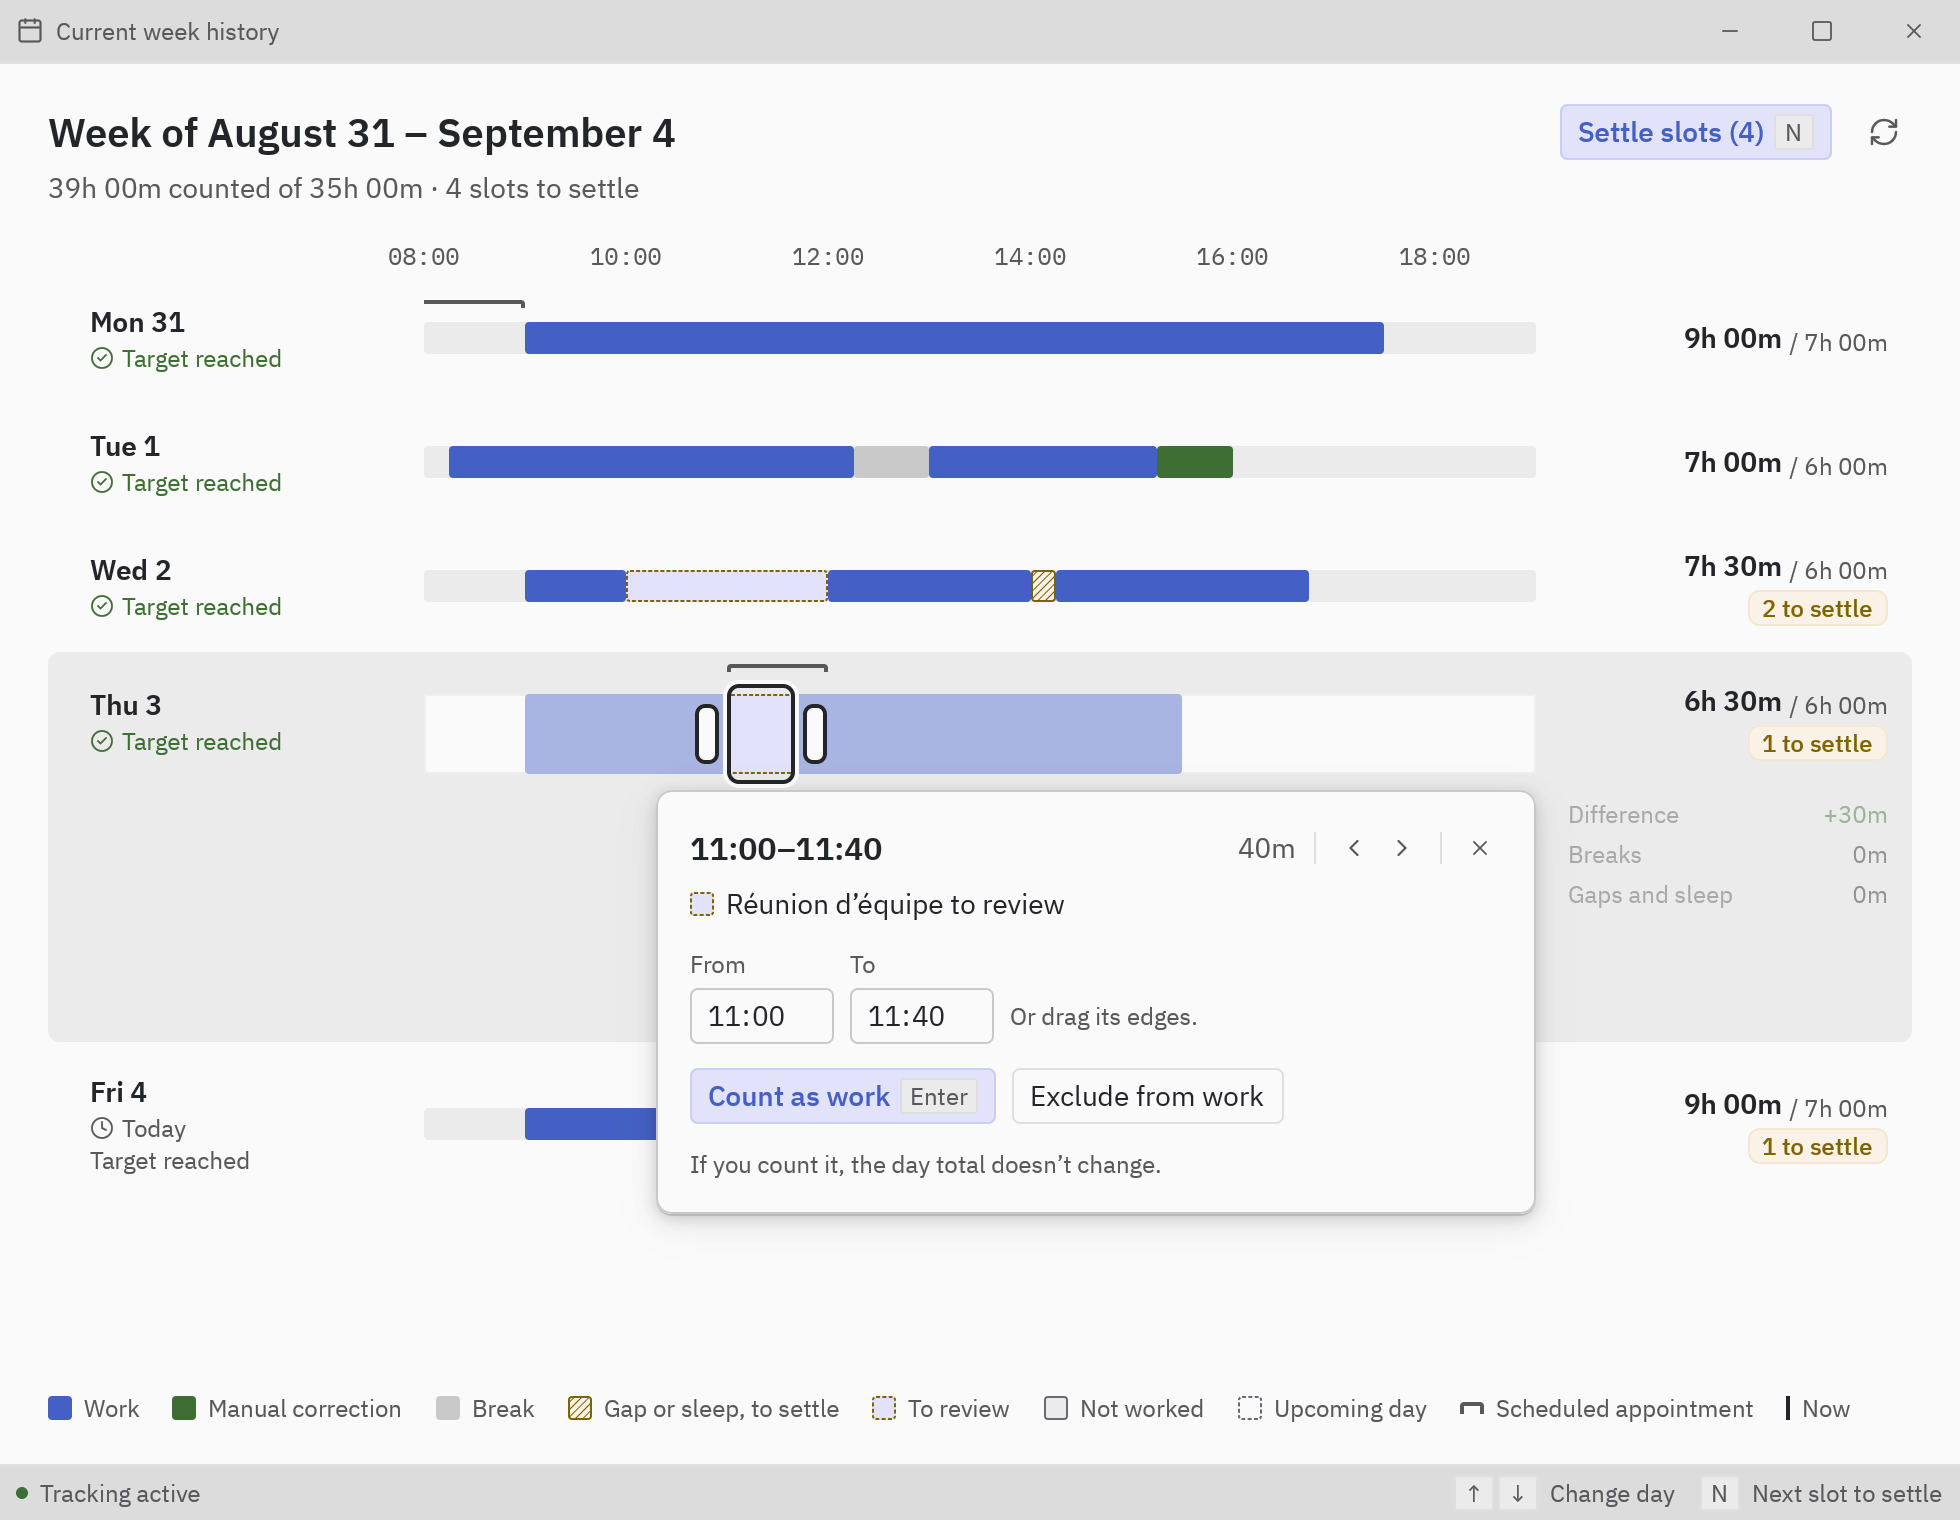 Current week history
Week of August 31 – September 4
Settle slots (4) N
39h 00m counted of 35h 00m · 4 slots to settle
08:00 10:00 12:00 14:00 16:00 18:00
Mon 31
Target reached
9h 00m / 7h 00m
Tue 1
Target reached
7h 00m / 6h 00m
Wed 2
Target reached
7h 30m / 6h 00m
2 to settle
Thu 3
Target reached
6h 30m / 6h 00m
1 to settle
Difference +30m
Breaks 0m
Gaps and sleep 0m
11:00–11:40 40m
Réunion d’équipe to review
From To
11:00 11:40 Or drag its edges.
Count as work Enter Exclude from work
If you count it, the day total doesn’t change.
Fri 4
Today
Target reached
9h 00m / 7h 00m
1 to settle
Work Manual correction Break Gap or sleep, to settle To review Not worked Upcoming day Scheduled appointment Now
Tracking active ↑ ↓ Change day N Next slot to settle